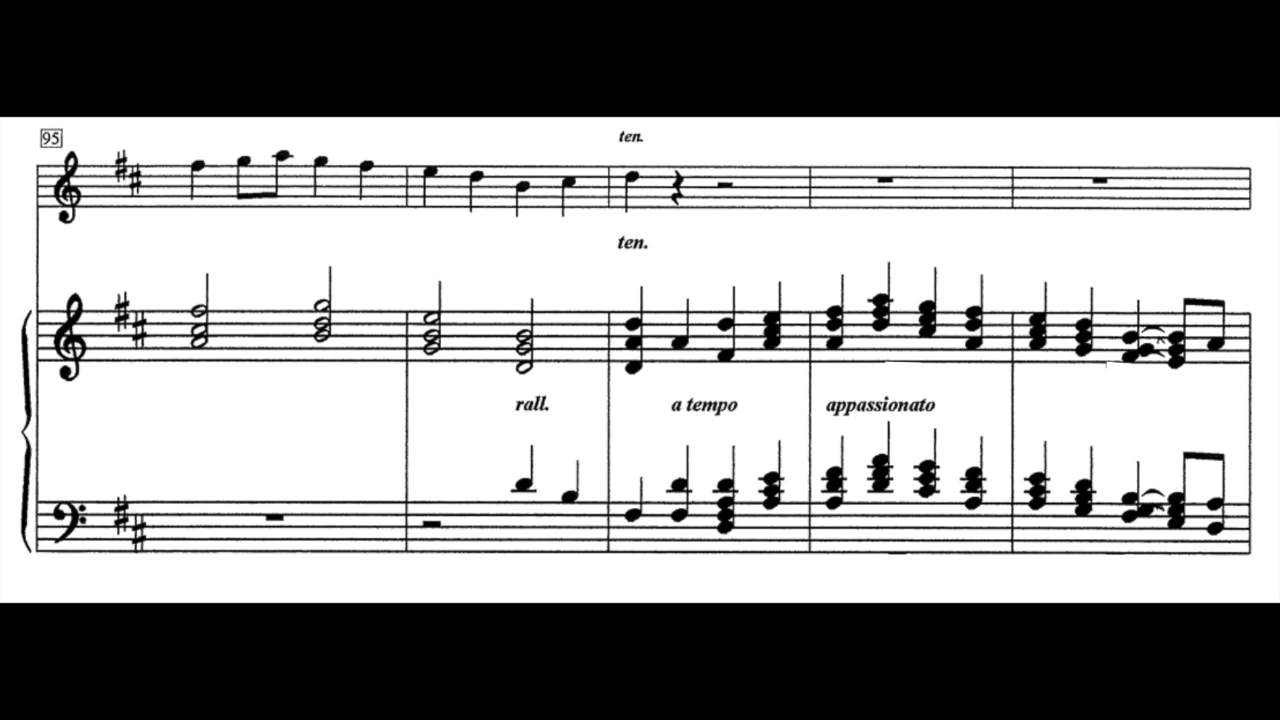 95
ten.
ten.
rall. a tempo appassionato